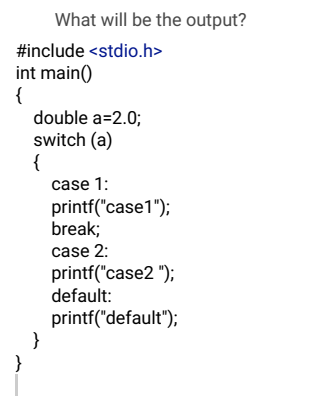 What will be the output?
#include <stdio.h>
int main()
{
double a=2.0;
switch (a)
{
case 1:
printf("case1");
break;
case 2:
printf("case2 ");
default:
printf("default");
}
}